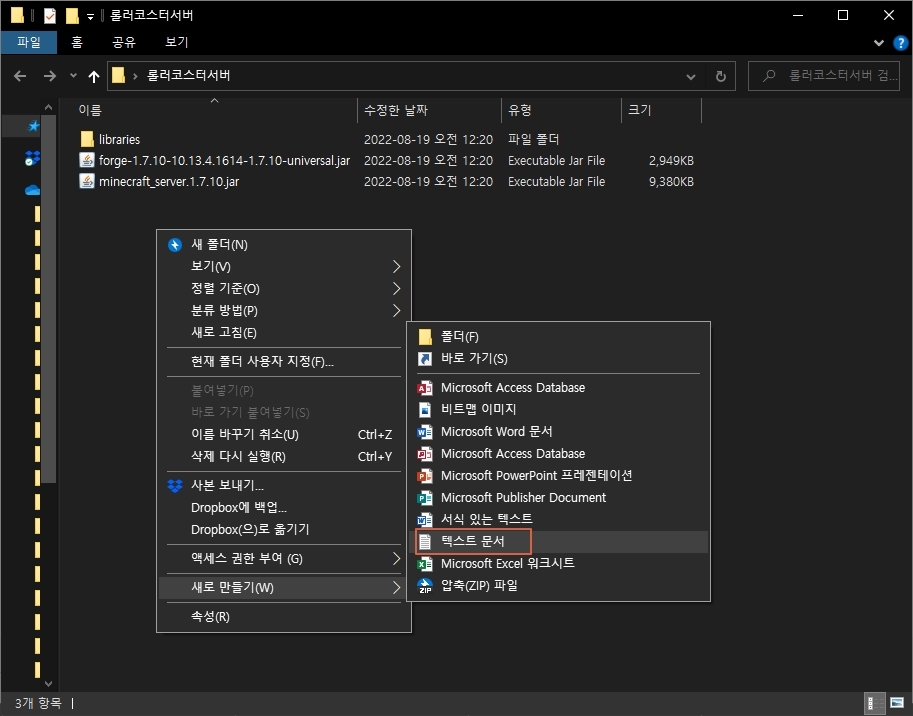 롤러코스터서버
파일 홈 공유 보기
롤러코스터서버
롤러코스터서버 검...
이름 수정한 날짜 유형 크기
libraries 2022-08-19 오전 12:20 파일 폴더
forge-1.7.10-10.13.4.1614-1.7.10-universal.jar 2022-08-19 오전 12:20 Executable Jar File 2,949KB
minecraft_server.1.7.10.jar 2022-08-19 오전 12:20 Executable Jar File 9,380KB
새 폴더(N)
보기(V)
정렬 기준(O)
분류 방법(P)
새로 고침(E)
현재 폴더 사용자 지정(F)...
붙여넣기(P)
바로 가기 붙여넣기(S)
이름 바꾸기 취소(U) Ctrl+Z
삭제 다시 실행(R) Ctrl+Y
사본 보내기...
Dropbox에 백업...
Dropbox(으)로 옮기기
액세스 권한 부여 (G)
새로 만들기(W)
속성(R)
폴더(F)
바로 가기(S)
Microsoft Access Database
비트맵 이미지
Microsoft Word 문서
Microsoft Access Database
Microsoft PowerPoint 프레젠테이션
Microsoft Publisher Document
서식 있는 텍스트
텍스트 문서
Microsoft Excel 워크시트
압축(ZIP) 파일
3개 항목